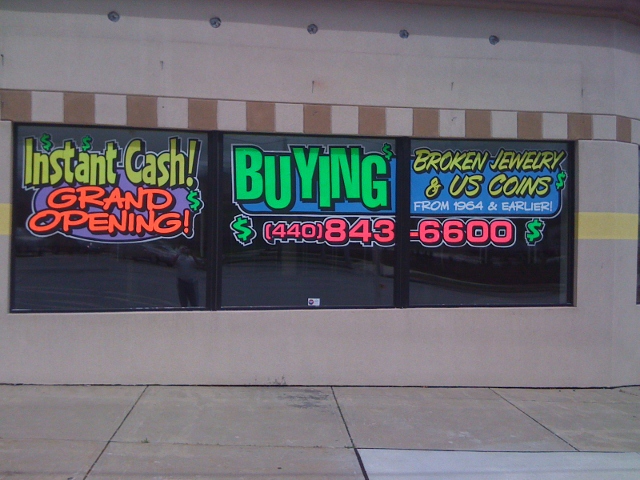 Instant Cash!
GRAND
OPENING!
BUYING
BROKEN JEWELRY
& US COINS
FROM 1964 & EARLIER!
$ (440)843-6600 $